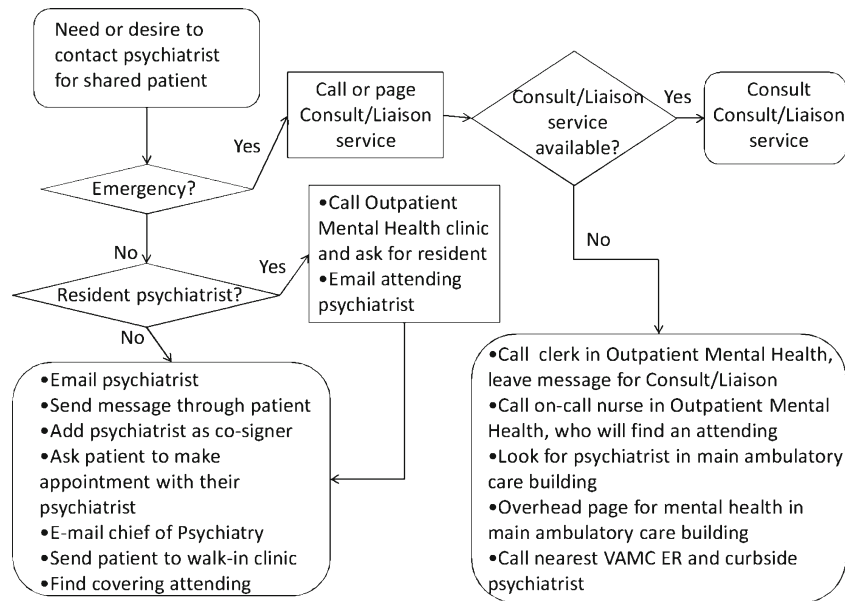 Need or desire to
contact psychiatrist
for shared patient
Emergency?
Yes
Call or page
Consult/Liaison
service
Consult/Liaison
service
available?
Yes
Consult
Consult/Liaison
service
No
Resident psychiatrist?
Yes
•Call Outpatient
Mental Health clinic
and ask for resident
•Email attending
psychiatrist
No
•Email psychiatrist
•Send message through patient
•Add psychiatrist as co-signer
•Ask patient to make
appointment with their
psychiatrist
•E-mail chief of Psychiatry
•Send patient to walk-in clinic
•Find covering attending
No
•Call clerk in Outpatient Mental Health,
leave message for Consult/Liaison
•Call on-call nurse in Outpatient Mental
Health, who will find an attending
•Look for psychiatrist in main ambulatory
care building
•Overhead page for mental health in
main ambulatory care building
•Call nearest VAMC ER and curbside
psychiatrist